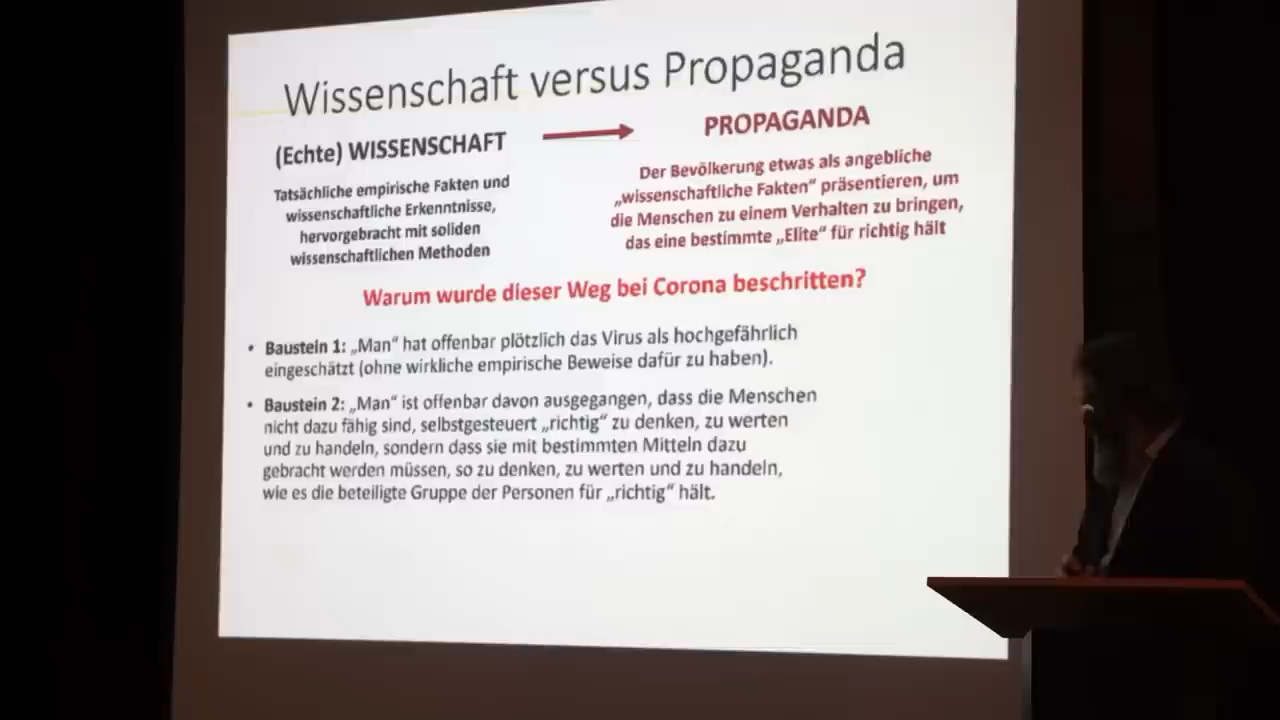 Wissenschaft versus Propaganda
(Echte) WISSENSCHAFT
Tatsächliche empirische Fakten und
wissenschaftliche Erkenntnisse,
hervorgebracht mit soliden
wissenschaftlichen Methoden
PROPAGANDA
Der Bevölkerung etwas als angebliche
„wissenschaftliche Fakten“ präsentieren, um
die Menschen zu einem Verhalten zu bringen,
das eine bestimmte „Elite“ für richtig hält
Warum wurde dieser Weg bei Corona beschritten?
• Baustein 1: „Man“ hat offenbar plötzlich das Virus als hochgefährlich
eingeschätzt (ohne wirkliche empirische Beweise dafür zu haben).
• Baustein 2: „Man“ ist offenbar davon ausgegangen, dass die Menschen
nicht dazu fähig sind, selbstgesteuert „richtig“ zu denken, zu werten
und zu handeln, sondern dass sie mit bestimmten Mitteln dazu
gebracht werden müssen, so zu denken, zu werten und zu handeln,
wie es die beteiligte Gruppe der Personen für „richtig“ hält.